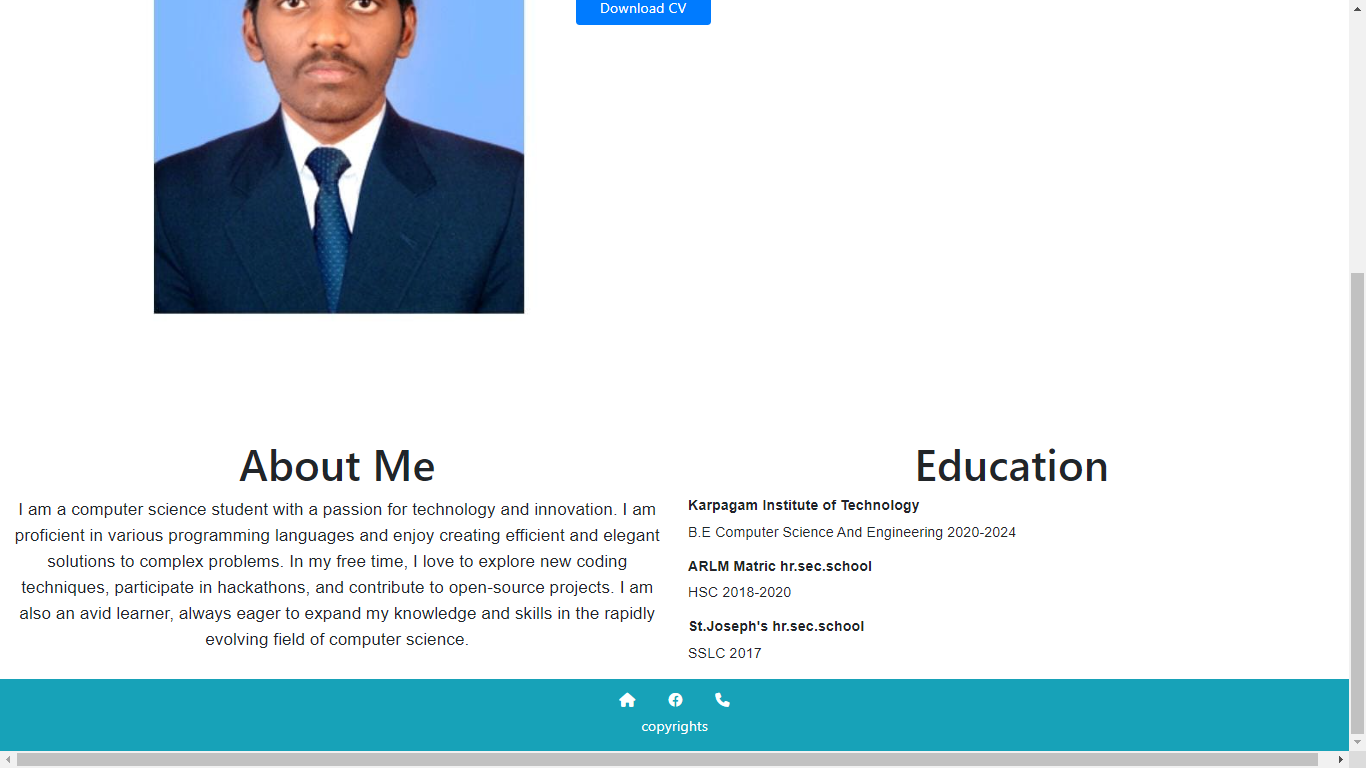 Download CV
About Me
I am a computer science student with a passion for technology and innovation. I am
proficient in various programming languages and enjoy creating efficient and elegant
solutions to complex problems. In my free time, I love to explore new coding
techniques, participate in hackathons, and contribute to open-source projects. I am
also an avid learner, always eager to expand my knowledge and skills in the rapidly
evolving field of computer science.
Education
Karpagam Institute of Technology
B.E Computer Science And Engineering 2020-2024
ARLM Matric hr.sec.school
HSC 2018-2020
St.Joseph's hr.sec.school
SSLC 2017
copyrights